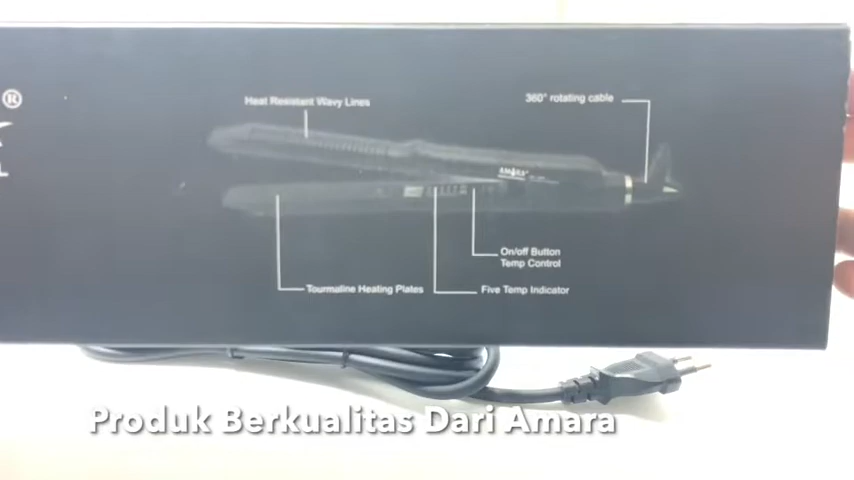 ®
Heat Resistant Wavy Lines
360° rotating cable
AMARA
On/off Button
Temp Control
Tourmaline Heating Plates
Five Temp Indicator
Produk Berkualitas Dari Amara